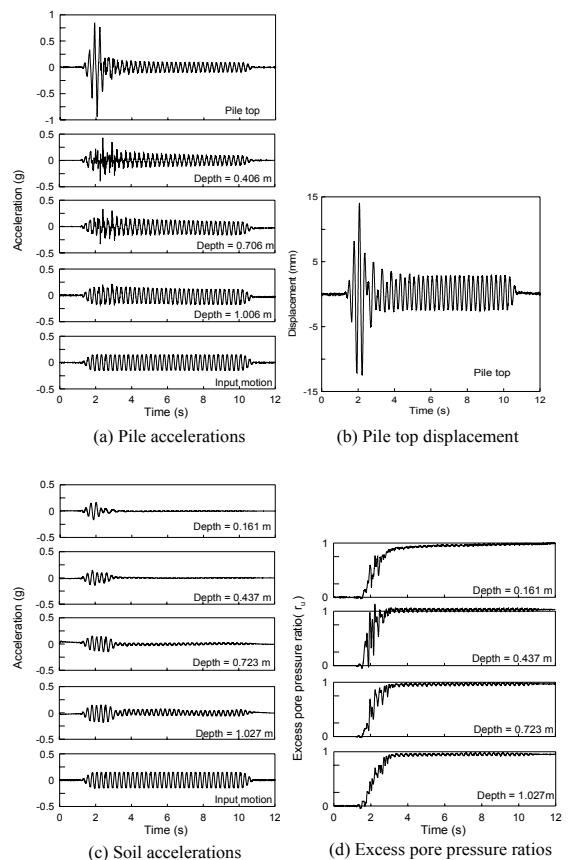 1
0.5
0
-0.5
-1
Pile top
0.5
0
-0.5
Depth = 0.406 m
0.5
0
-0.5
Depth = 0.706 m
0.5
0
-0.5
Depth = 1.006 m
0.5
0
-0.5
Input motion
Acceleration (g)
0 2 4 6 8 10 12
Time (s)
(a) Pile accelerations
15
5
-5
-15
Displacement (mm)
Pile top
0 2 4 6 8 10 12
Time (s)
(b) Pile top displacement
0.5
0
-0.5
Depth = 0.161 m
0.5
0
-0.5
Depth = 0.437 m
0.5
0
-0.5
Depth = 0.723 m
0.5
0
-0.5
Depth = 1.027 m
0.5
0
-0.5
Input motion
Acceleration (g)
0 2 4 6 8 10 12
Time (s)
(c) Soil accelerations
1
0
Depth = 0.161 m
1
0
Depth = 0.437 m
1
0
Depth = 0.723 m
1
0
Depth = 1.027m
Excess pore pressure ratio( ru)
0 2 4 6 8 10 12
Time (s)
(d) Excess pore pressure ratios